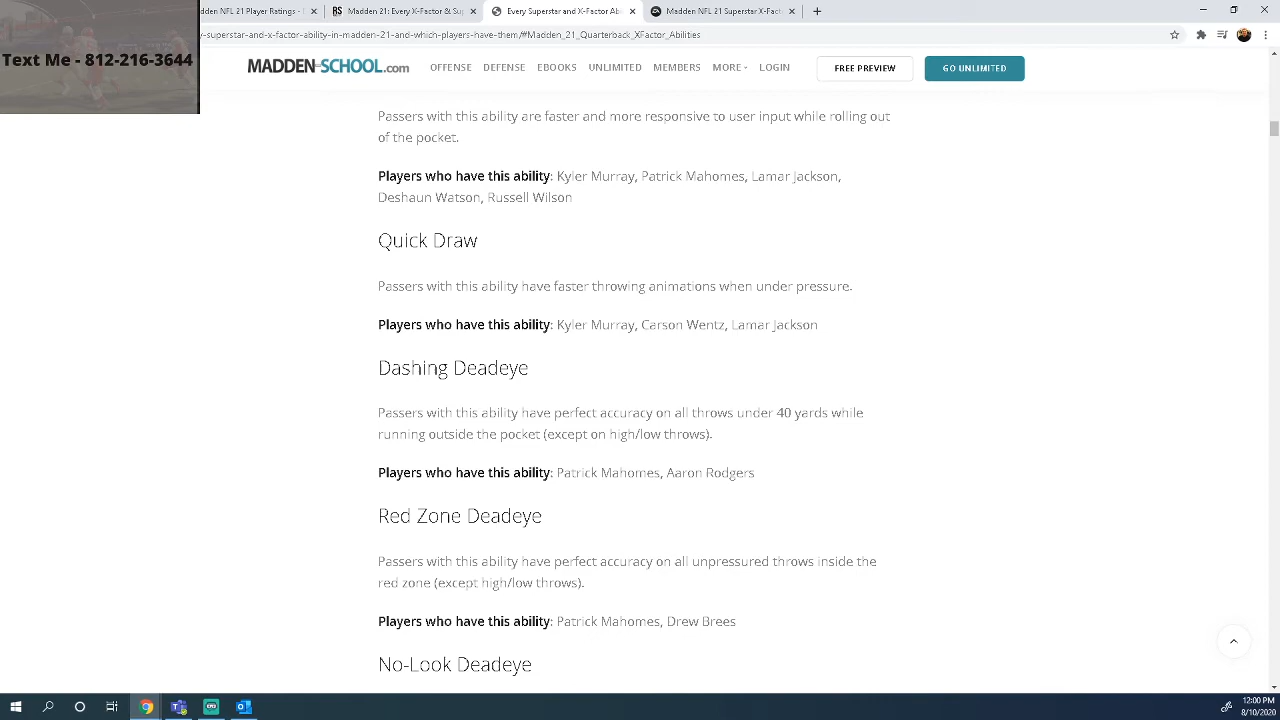 den NFL 21 Player Ratings -
Madden 21: Every X-Factor & Su
Every Superstar and X-Factor Ab
Madden NFL 21 Superstar X-Fact
y-superstar-and-x-factor-ability-in-madden-21-and-which-players-have-them/#Madden_21_Quarterback_XFactor_Abilities
Text Me - 812-216-3644
MADDEN-SCHOOL.com OFFENSE DEFENSE EBOOKS UNLIMITED MEMBERS MORE LOGIN FREE PREVIEW GO UNLIMITED
Passers with this ability are faster and more responsive to user input while rolling out
of the pocket.
Players who have this ability: Kyler Murray, Patrick Mahomes, Lamar Jackson,
Deshaun Watson, Russell Wilson
Quick Draw
Passers with this ability have faster throwing animations when under pressure.
Players who have this ability: Kyler Murray, Carson Wentz, Lamar Jackson
Dashing Deadeye
Passers with this ability have perfect accuracy on all throws under 40 yards while
running outside the pocket (except on high/low throws).
Players who have this ability: Patrick Mahomes, Aaron Rodgers
Red Zone Deadeye
Passers with this ability have perfect accuracy on all unpressured throws inside the
red zone (except high/low throws).
Players who have this ability: Patrick Mahomes, Drew Brees
No-Look Deadeye
12:00 PM
8/10/2020